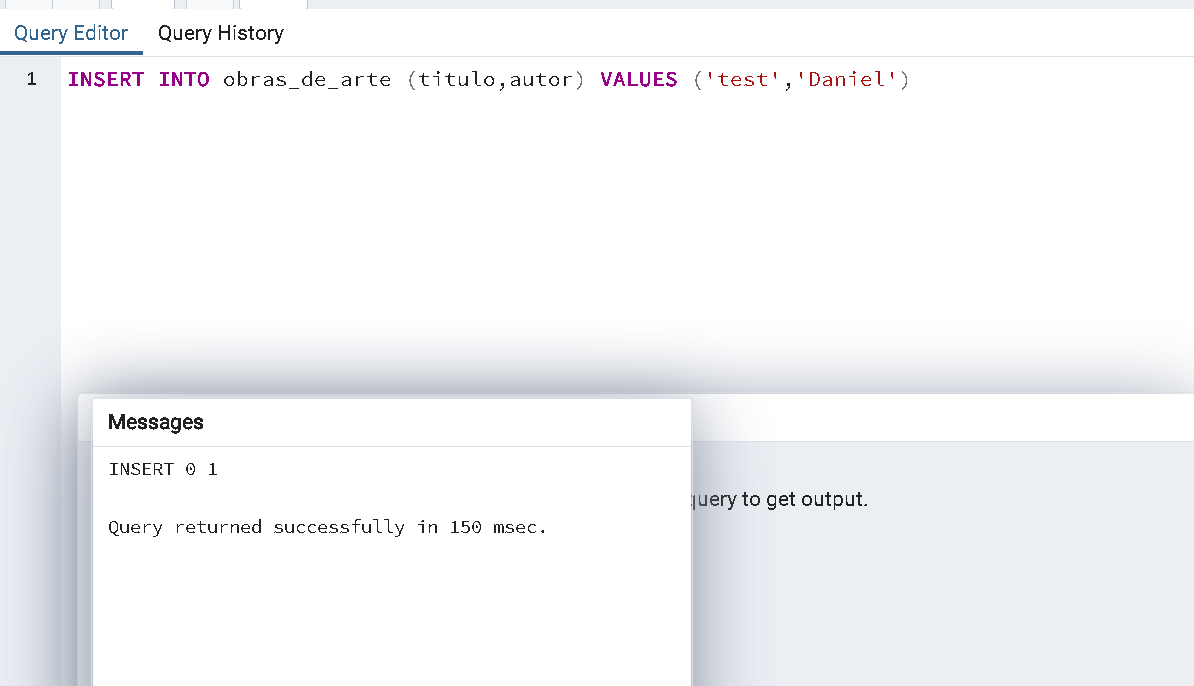 Query Editor Query History
1 INSERT INTO obras_de_arte (titulo,autor) VALUES ('test','Daniel')
Messages
INSERT 0 1
query to get output.
Query returned successfully in 150 msec.